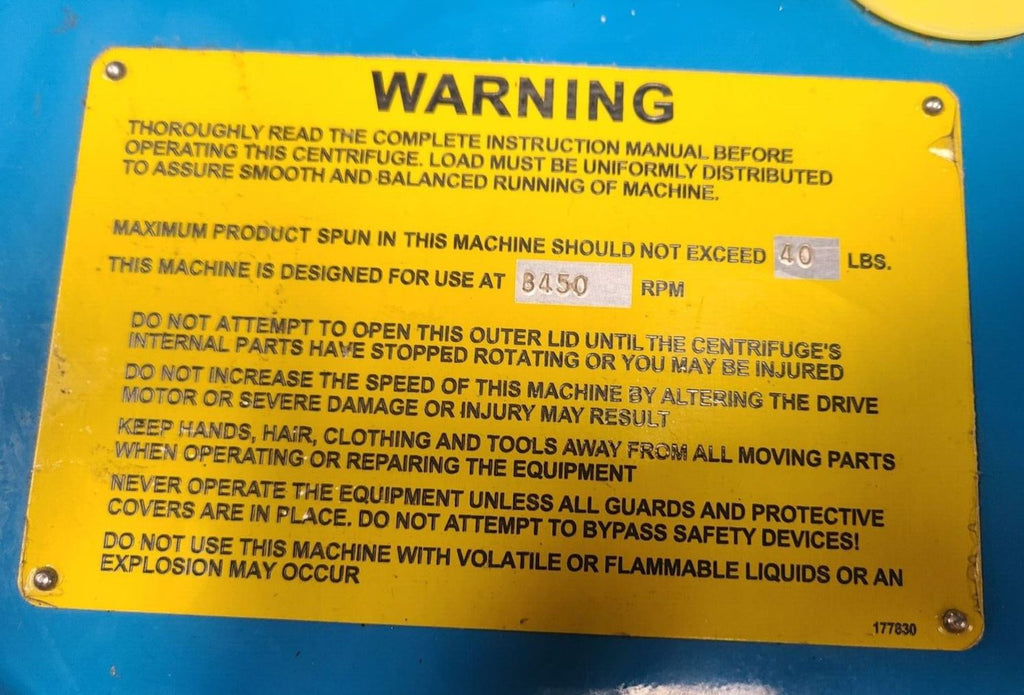 WARNING
THOROUGHLY READ THE COMPLETE INSTRUCTION MANUAL BEFORE
OPERATING THIS CENTRIFUGE. LOAD MUST BE UNIFORMLY DISTRIBUTED
TO ASSURE SMOOTH AND BALANCED RUNNING OF MACHINE.
MAXIMUM PRODUCT SPUN IN THIS MACHINE SHOULD NOT EXCEED 40 LBS.
THIS MACHINE IS DESIGNED FOR USE AT 3450 RPM
DO NOT ATTEMPT TO OPEN THIS OUTER LID UNTIL THE CENTRIFUGE'S
INTERNAL PARTS HAVE STOPPED ROTATING OR YOU MAY BE INJURED
DO NOT INCREASE THE SPEED OF THIS MACHINE BY ALTERING THE DRIVE
MOTOR OR SEVERE DAMAGE OR INJURY MAY RESULT
KEEP HANDS, HAIR, CLOTHING AND TOOLS AWAY FROM ALL MOVING PARTS
WHEN OPERATING OR REPAIRING THE EQUIPMENT
NEVER OPERATE THE EQUIPMENT UNLESS ALL GUARDS AND PROTECTIVE
COVERS ARE IN PLACE. DO NOT ATTEMPT TO BYPASS SAFETY DEVICES!
DO NOT USE THIS MACHINE WITH VOLATILE OR FLAMMABLE LIQUIDS OR AN
EXPLOSION MAY OCCUR
177830